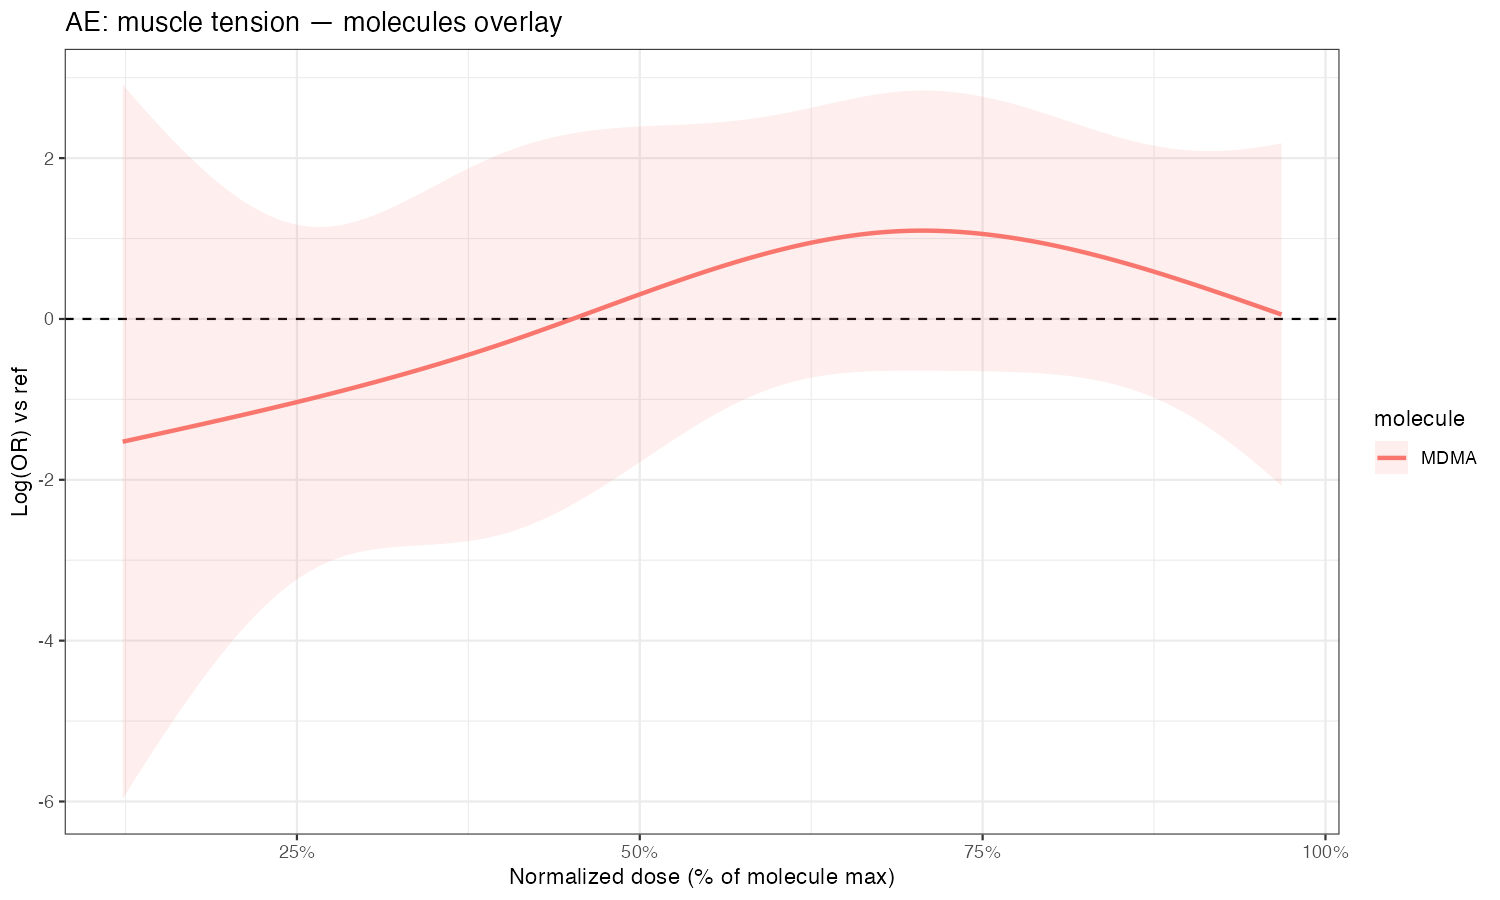 AE: muscle tension — molecules overlay
Log(OR) vs ref
2
0
-2
-4
-6
25%
50%
75%
100%
Normalized dose (% of molecule max)
molecule
MDMA